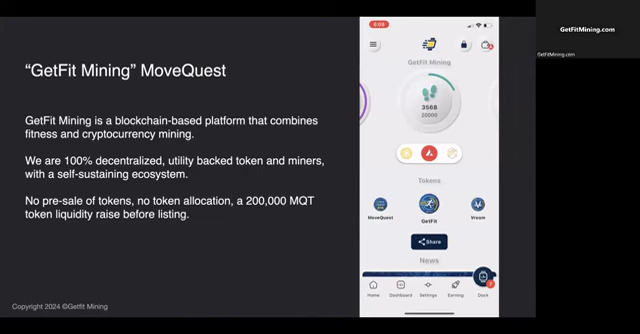 "GetFit Mining" MoveQuest
GetFit Mining is a blockchain-based platform that combines
fitness and cryptocurrency mining.
We are 100% decentralized, utility backed token and miners,
with a self-sustaining ecosystem.
No pre-sale of tokens, no token allocation, a 200,000 MQT
token liquidity raise before listing.
Copyright 2024 ©Getfit Mining
6:08
GetFit Mining
3568
20000
Tokens
MoveQuest
GetFit
Vroom
Share
News
Home
Dashboard
Settings
Earning
Dock
GetFitMining.com
GetFitMining.com